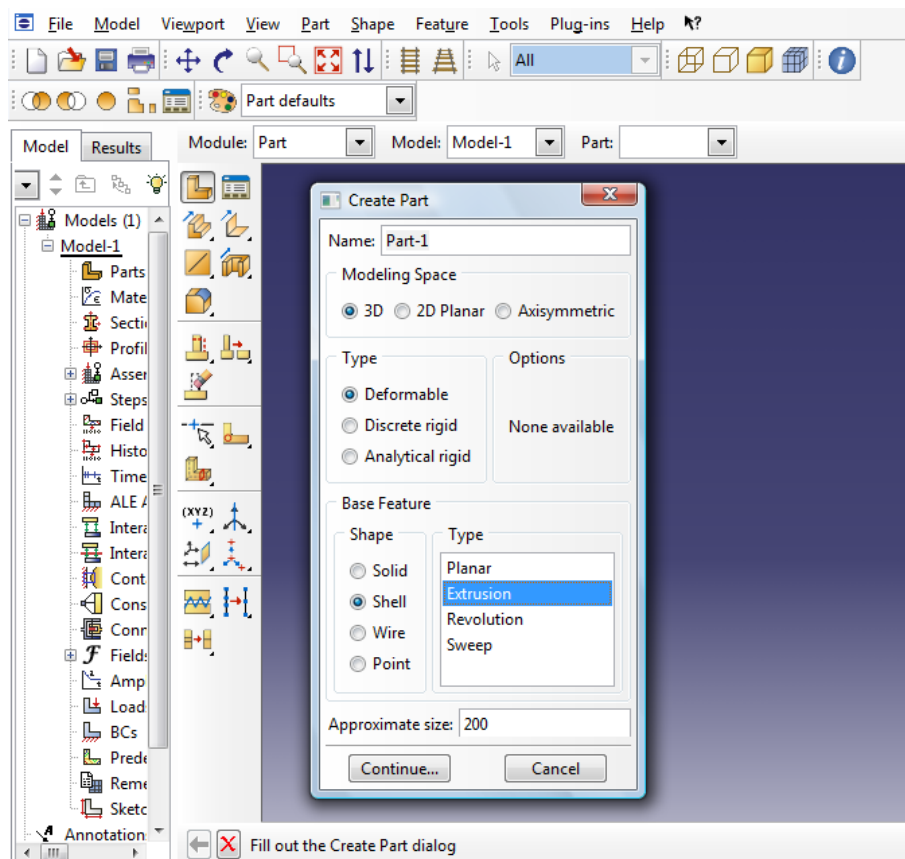 File Model Viewport View Part Shape Feature Tools Plug-ins Help ?
All
i
Part defaults
Model Results
Module: Part Model: Model-1 Part:
Models (1)
Model-1
Parts
Mate
Secti
Profil
Asser
Steps
Field
Histo
Time
ALE A
Intera
Intera
Cont
Cons
Conr
Field:
Amp
Load
BCs
Prede
Reme
Sketc
Annotation
(XYZ)
Create Part
Name: Part-1
Modeling Space
3D 2D Planar Axisymmetric
Type
Deformable
Discrete rigid
Analytical rigid
Options
None available
Base Feature
Shape
Solid
Shell
Wire
Point
Type
Planar
Extrusion
Revolution
Sweep
Approximate size: 200
Continue... Cancel
Fill out the Create Part dialog